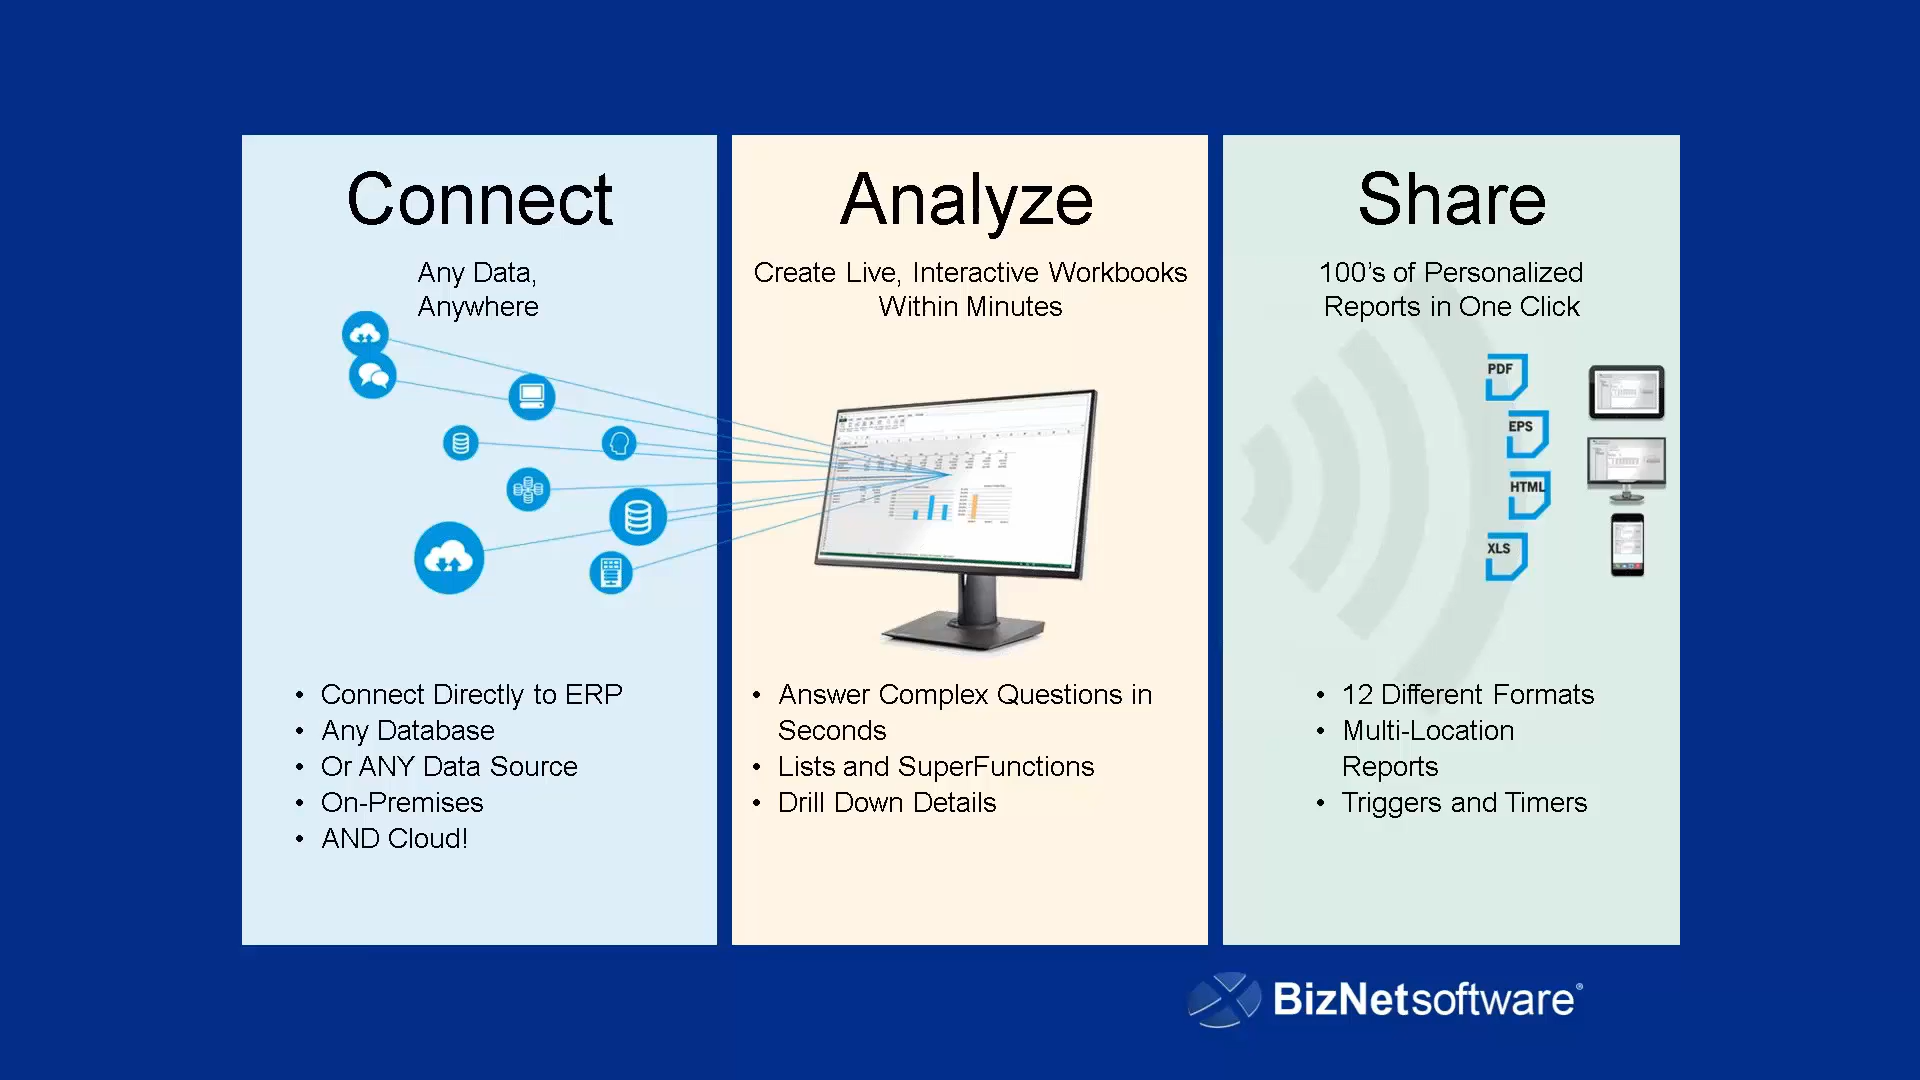 Connect
Any Data,
Anywhere
• Connect Directly to ERP
• Any Database
• Or ANY Data Source
• On-Premises
• AND Cloud!
Analyze
Create Live, Interactive Workbooks
Within Minutes
• Answer Complex Questions in
Seconds
• Lists and SuperFunctions
• Drill Down Details
Share
100’s of Personalized
Reports in One Click
PDF
EPS
HTML
XLS
• 12 Different Formats
• Multi-Location
Reports
• Triggers and Timers
BizNetsoftware®